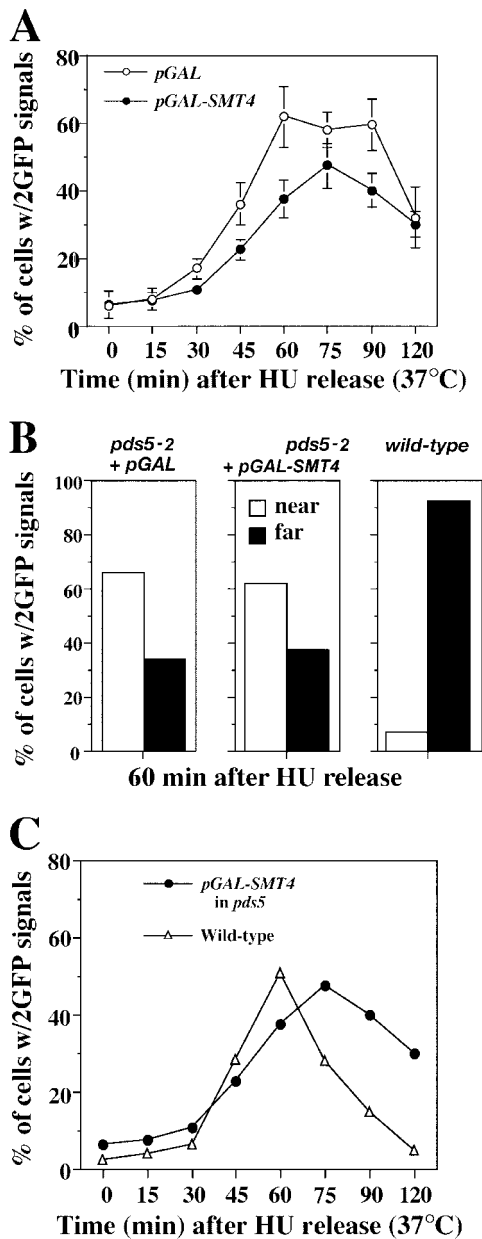 A
80
60
40
20
0
% of cells w/2GFP signals
pGAL
pGAL-SMT4
0 15 30 45 60 75 90 120
Time (min) after HU release (37°C)
B
pds5-2
+ pGAL
pds5-2
+ pGAL-SMT4
wild-type
100
80
60
40
20
0
% of cells w/2GFP signals
near
far
60 min after HU release
C
80
60
40
20
0
% of cells w/2GFP signals
pGAL-SMT4
in pds5
Wild-type
0 15 30 45 60 75 90 120
Time (min) after HU release (37°C)